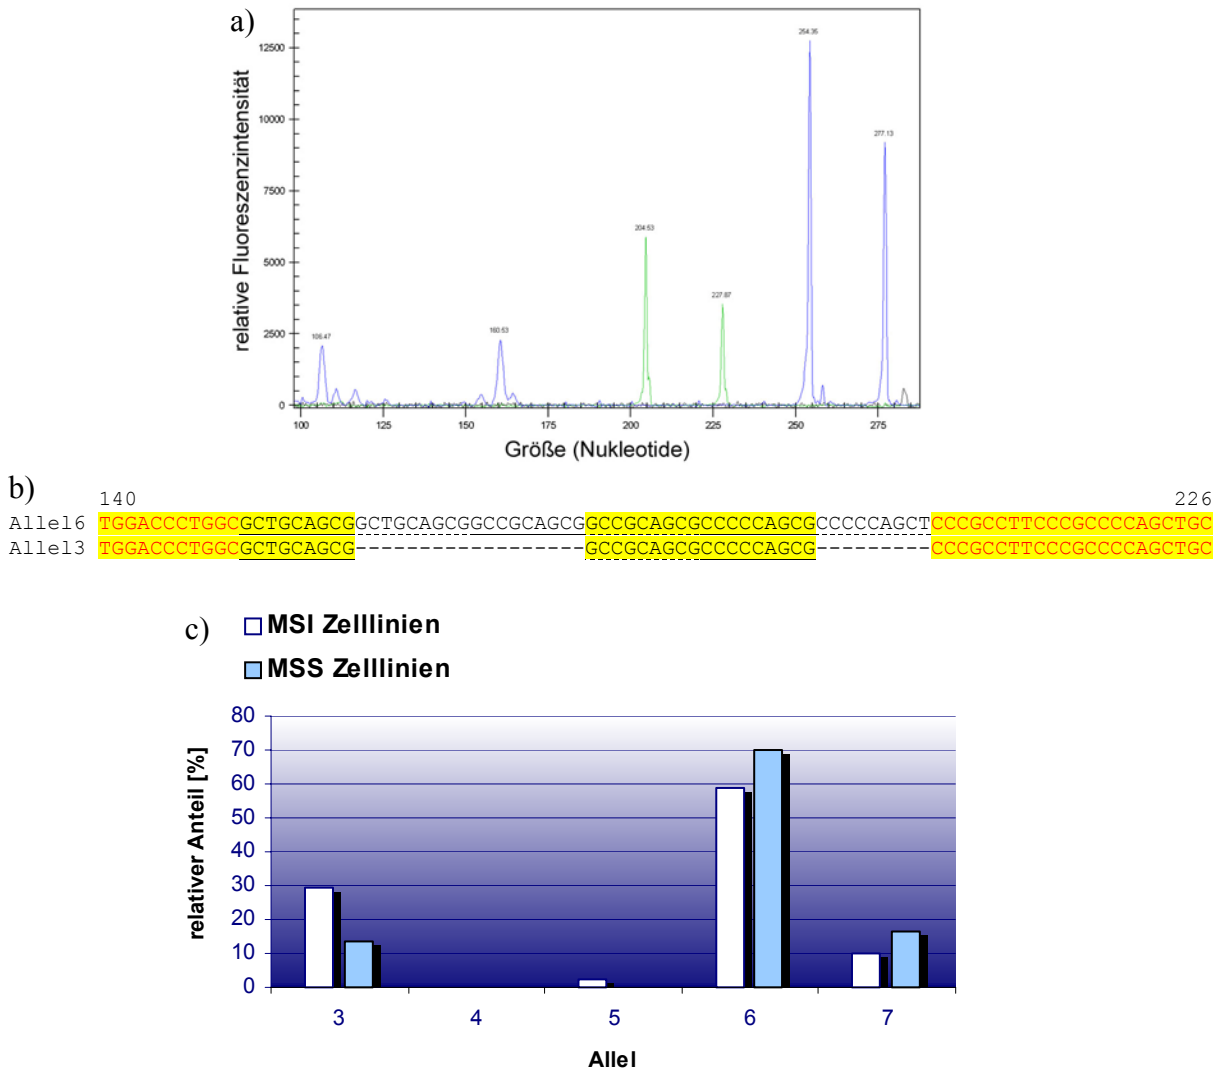 a)
relative Fluoreszenzintensität
12500
10000
7500
5000
2500
0
254.35
277.13
204.53
227.87
160.53
106.47
100 125 150 175 200 225 250 275
Größe (Nukleotide)
b)
140 226
Allel6 TGGACCCTGGCGCTGCAGCGGCTGCAGCGGCCGCAGCGGCCGCAGCGCCCCCAGCGCCCCCAGCTCCCGCCTTCCCGCCCCAGCTGC
Allel3 TGGACCCTGGCGCTGCAGCG------------------GCCGCAGCGCCCCCAGCG---------CCCGCCTTCCCGCCCCAGCTGC
c)
MSI Zelllinien
MSS Zelllinien
relativer Anteil [%]
80
70
60
50
40
30
20
10
0
3 4 5 6 7
Allel